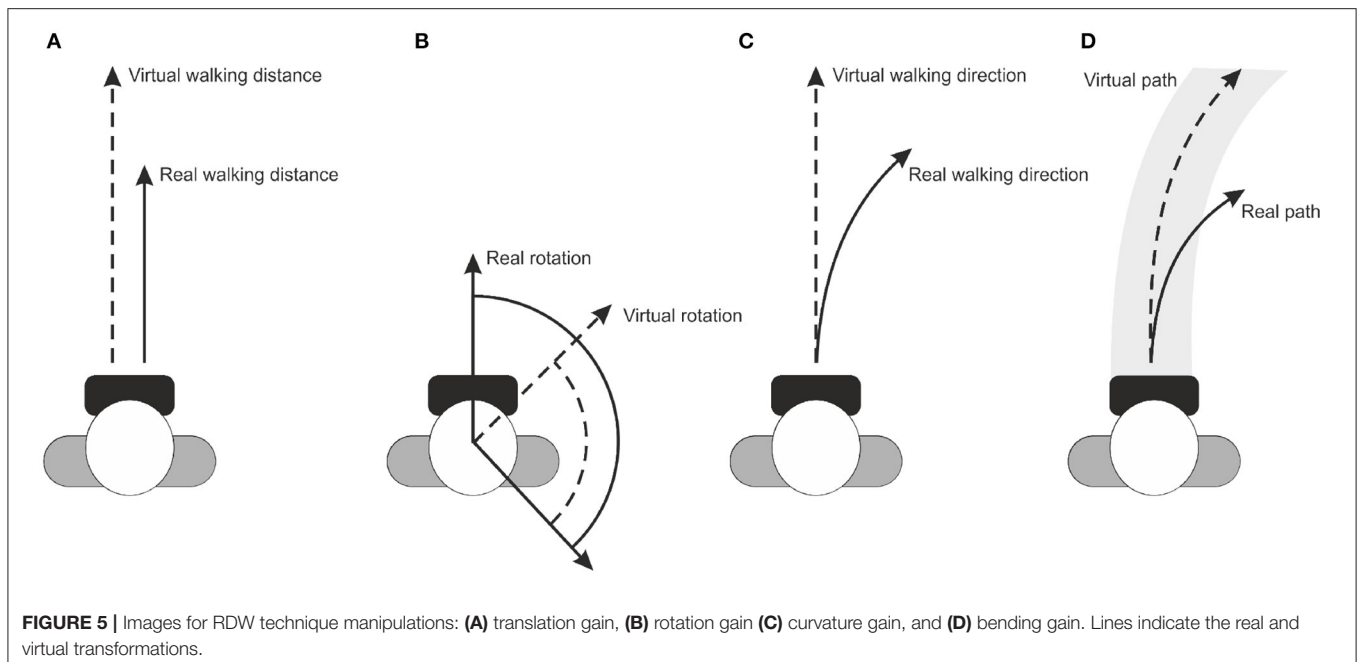 A
B
C
D
Virtual walking distance
Virtual walking direction
Virtual path
Real walking distance
Real walking direction
Real path
Real rotation
Virtual rotation
FIGURE 5 | Images for RDW technique manipulations: (A) translation gain, (B) rotation gain (C) curvature gain, and (D) bending gain. Lines indicate the real and
virtual transformations.